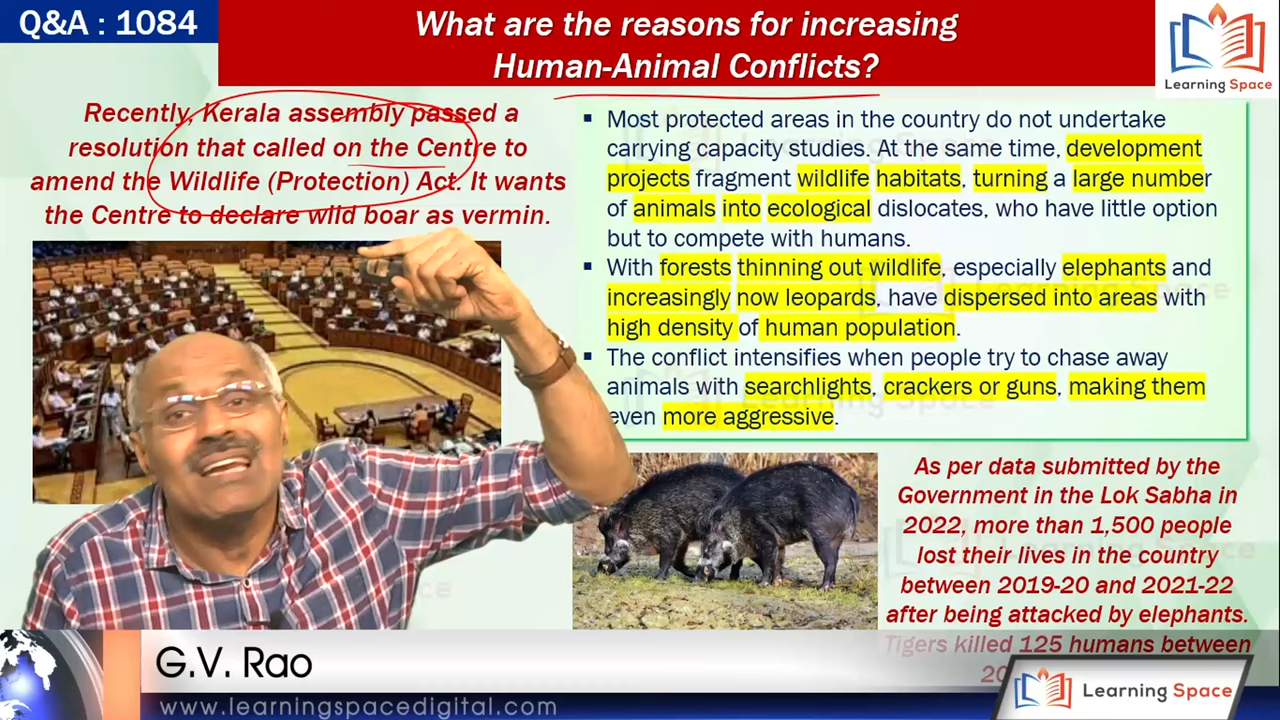 Q&A : 1084
What are the reasons for increasing
Human-Animal Conflicts?
Learning Space
Recently, Kerala assembly passed a
resolution that called on the Centre to
amend the Wildlife (Protection) Act. It wants
the Centre to declare wild boar as vermin.
▪ Most protected areas in the country do not undertake
carrying capacity studies. At the same time, development
projects fragment wildlife habitats, turning a large number
of animals into ecological dislocates, who have little option
but to compete with humans.
▪ With forests thinning out wildlife, especially elephants and
increasingly now leopards, have dispersed into areas with
high density of human population.
▪ The conflict intensifies when people try to chase away
animals with searchlights, crackers or guns, making them
even more aggressive.
As per data submitted by the
Government in the Lok Sabha in
2022, more than 1,500 people
lost their lives in the country
between 2019-20 and 2021-22
after being attacked by elephants.
Tigers killed 125 humans between
G.V. Rao
www.learningspacedigital.com
Learning Space